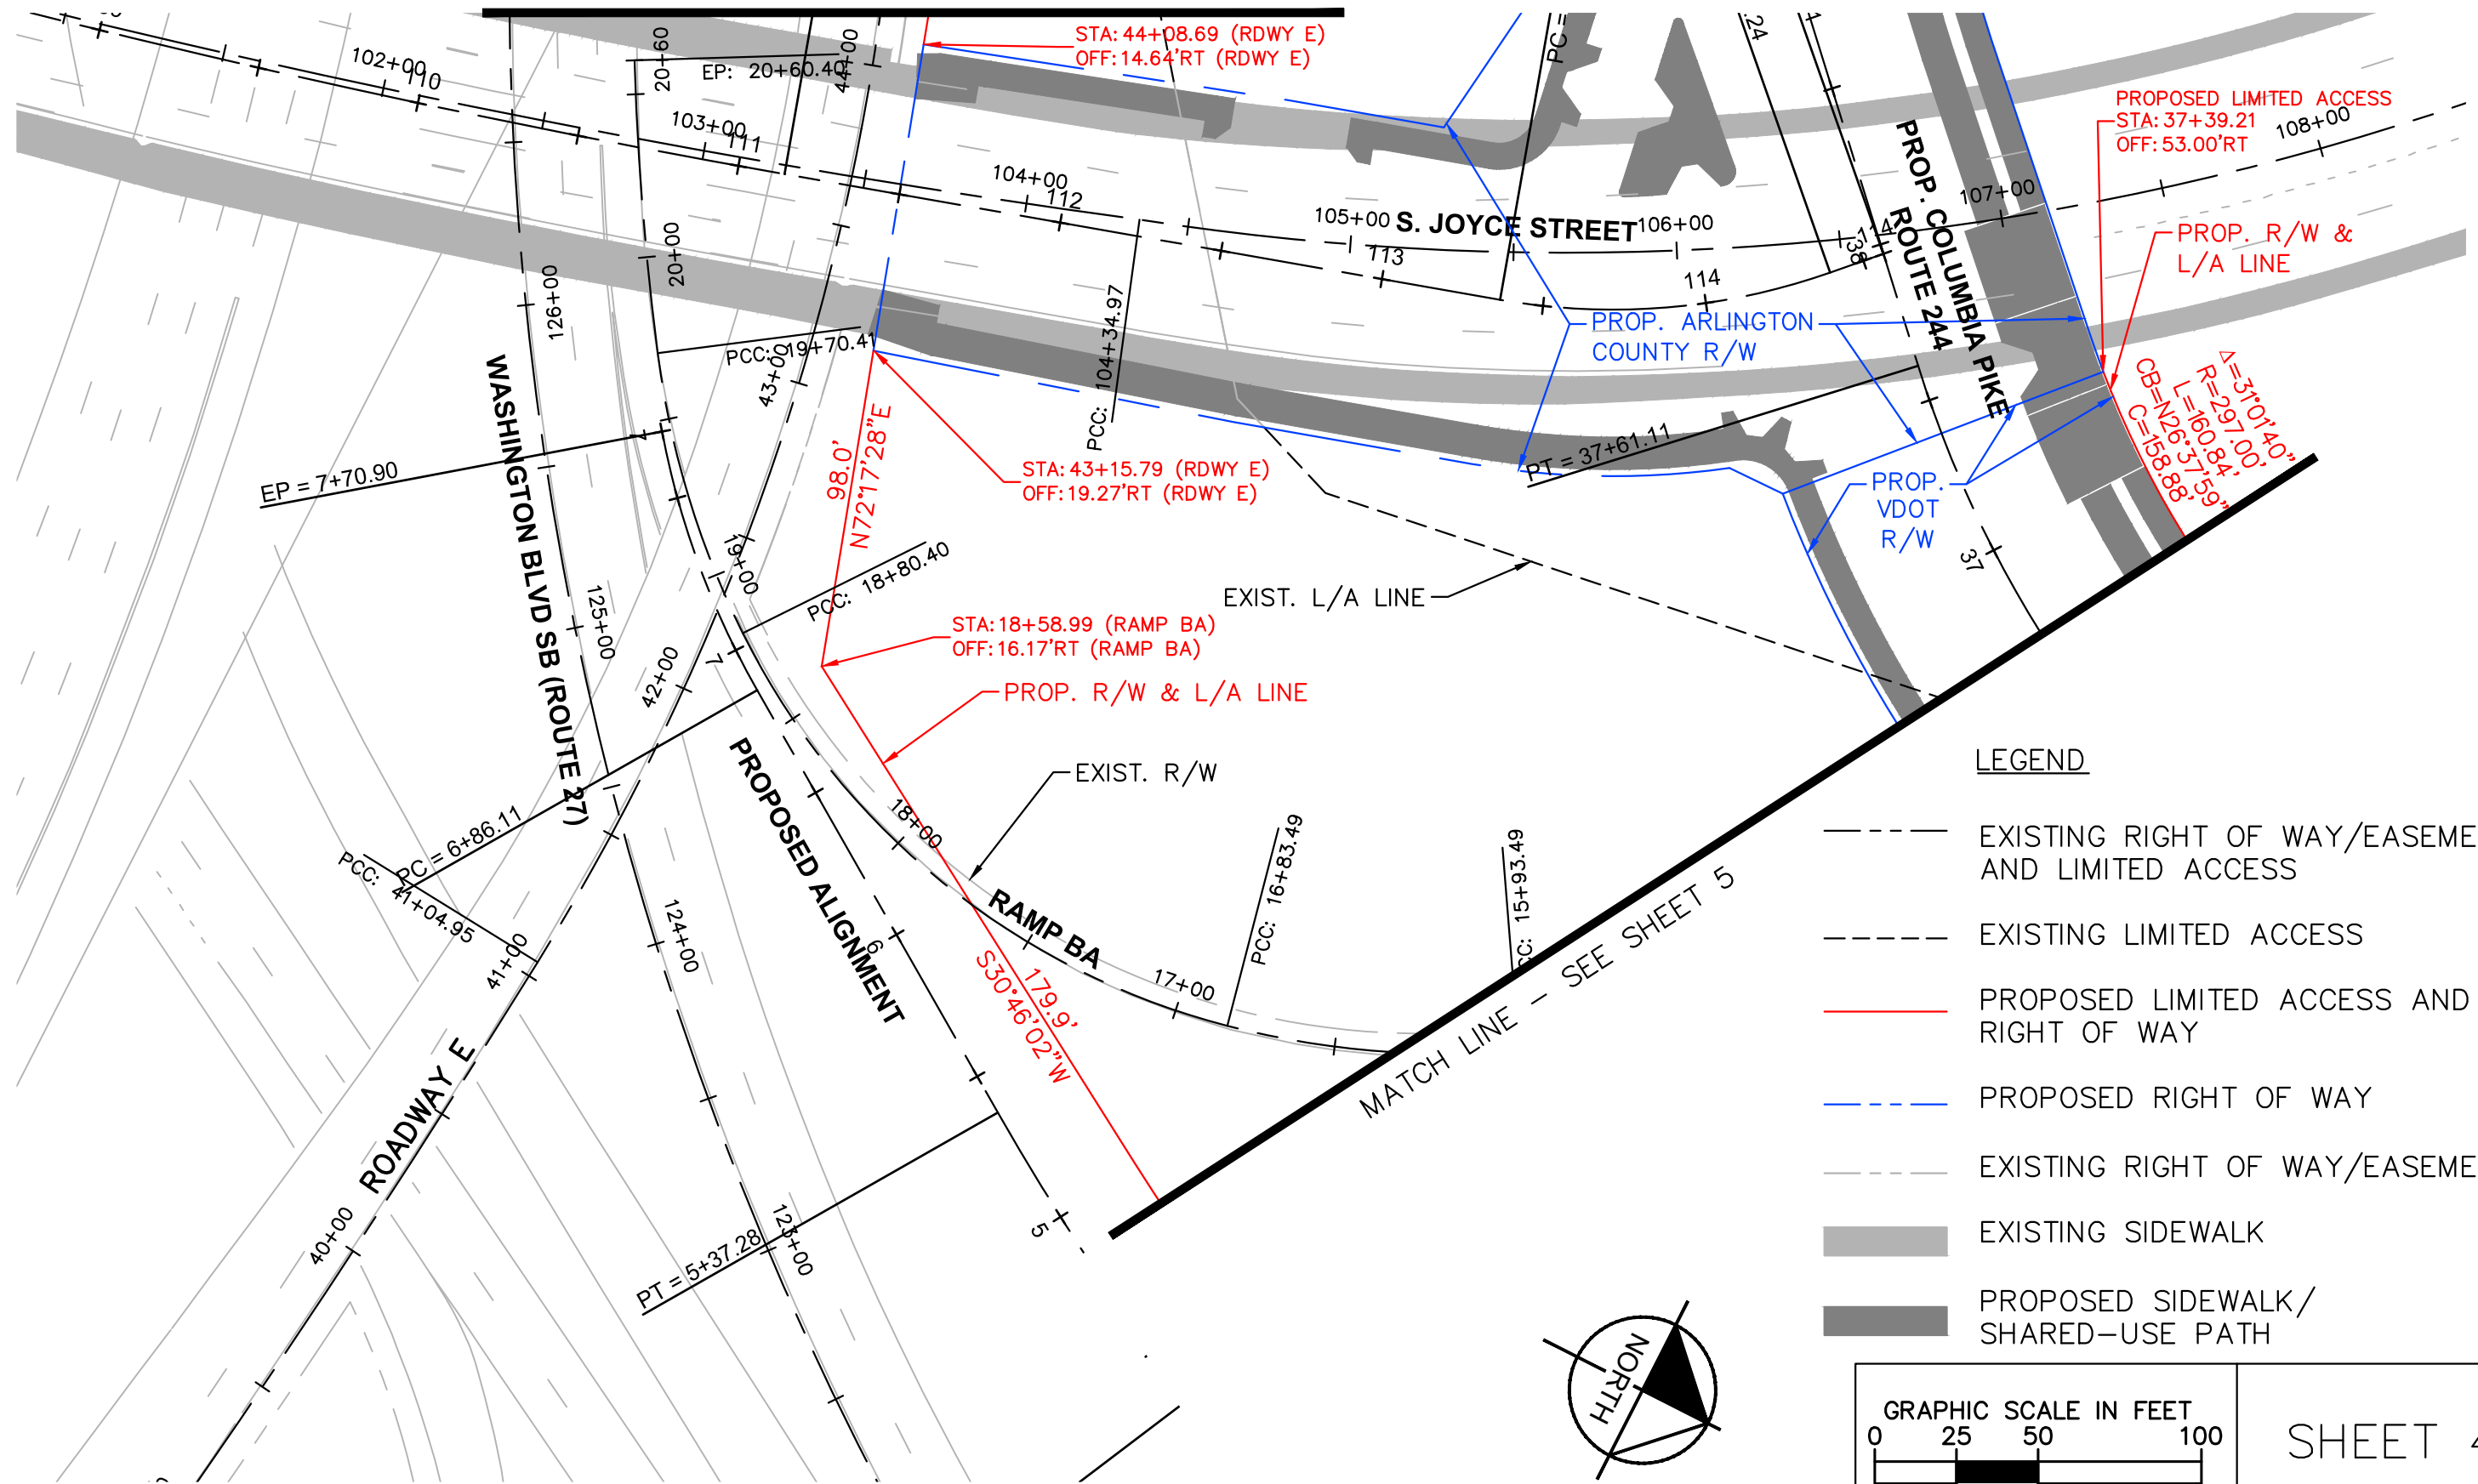 STA: 44+08.69 (RDWY E)
OFF: 14.64'RT (RDWY E)
102+00
110
20+60
EP: 20+60.40
44+00
103+00
111
PROPOSED LIMITED ACCESS
STA: 37+39.21
OFF: 53.00'RT
108+00
107+00
104+00
112
105+00
S. JOYCE STREET
106+00
113
114
114
38
PROP. COLUMBIA PIKE
ROUTE 244
PROP. R/W &
L/A LINE
20+00
126+00
PCC: 19+70.41
43+00
PCC: 104+34.97
PROP. ARLINGTON
COUNTY R/W
Δ=31°01'40"
R=297.00'
L=160.84'
CB=N26°37'59"
C=158.88'
WASHINGTON BLVD SB (ROUTE 27)
EP = 7+70.90
98.0'
N72°17'28"E
STA: 43+15.79 (RDWY E)
OFF: 19.27'RT (RDWY E)
PT = 37+61.11
PROP.
VDOT
R/W
37
19+00
PCC: 18+80.40
EXIST. L/A LINE
125+00
STA: 18+58.99 (RAMP BA)
OFF: 16.17'RT (RAMP BA)
42+00
7
PROP. R/W & L/A LINE
EXIST. R/W
PROPOSED ALIGNMENT
18+00
PC = 6+86.11
PCC: 41+04.95
PCC: 16+83.49
15+93.49
RAMP BA
124+00
6
41+00
17+00
179.9'
S30°46'02"W
MATCH LINE - SEE SHEET 5
ROADWAY E
40+00
PT = 5+37.28
123+00
5
LEGEND
EXISTING RIGHT OF WAY/EASEME
AND LIMITED ACCESS
EXISTING LIMITED ACCESS
PROPOSED LIMITED ACCESS AND
RIGHT OF WAY
PROPOSED RIGHT OF WAY
EXISTING RIGHT OF WAY/EASEME
EXISTING SIDEWALK
PROPOSED SIDEWALK/
SHARED-USE PATH
NORTH
GRAPHIC SCALE IN FEET
0 25 50 100
SHEET 4